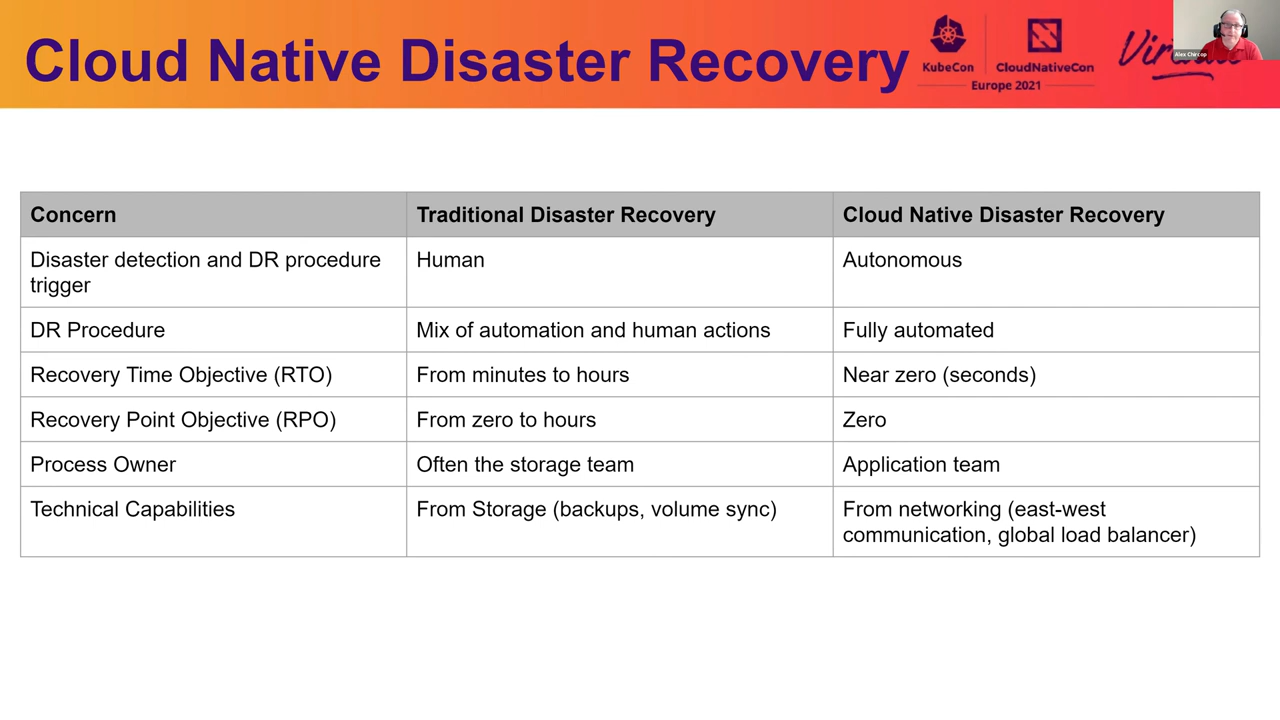 Cloud Native Disaster Recovery
KubeCon
CloudNativeCon
Europe 2021
Virtual
Alex Chircop
Concern
Traditional Disaster Recovery
Cloud Native Disaster Recovery
Disaster detection and DR procedure
trigger
Human
Autonomous
DR Procedure
Mix of automation and human actions
Fully automated
Recovery Time Objective (RTO)
From minutes to hours
Near zero (seconds)
Recovery Point Objective (RPO)
From zero to hours
Zero
Process Owner
Often the storage team
Application team
Technical Capabilities
From Storage (backups, volume sync)
From networking (east-west
communication, global load balancer)